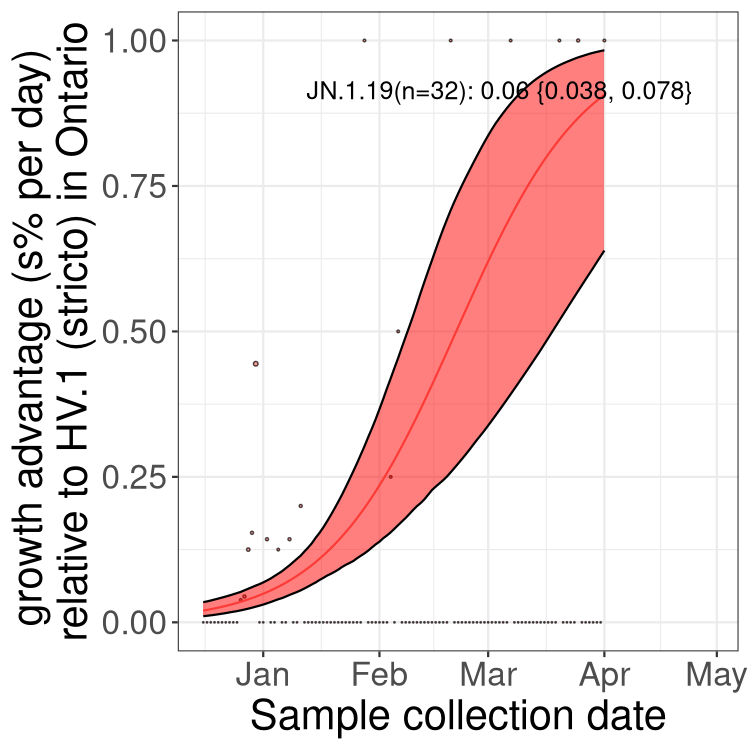 growth advantage (s% per day)
relative to HV.1 (stricto) in Ontario
1.00
JN.1.19(n=32): 0.06 {0.038, 0.078}
0.75
0.50
0.25
0.00
Jan Feb Mar Apr May
Sample collection date